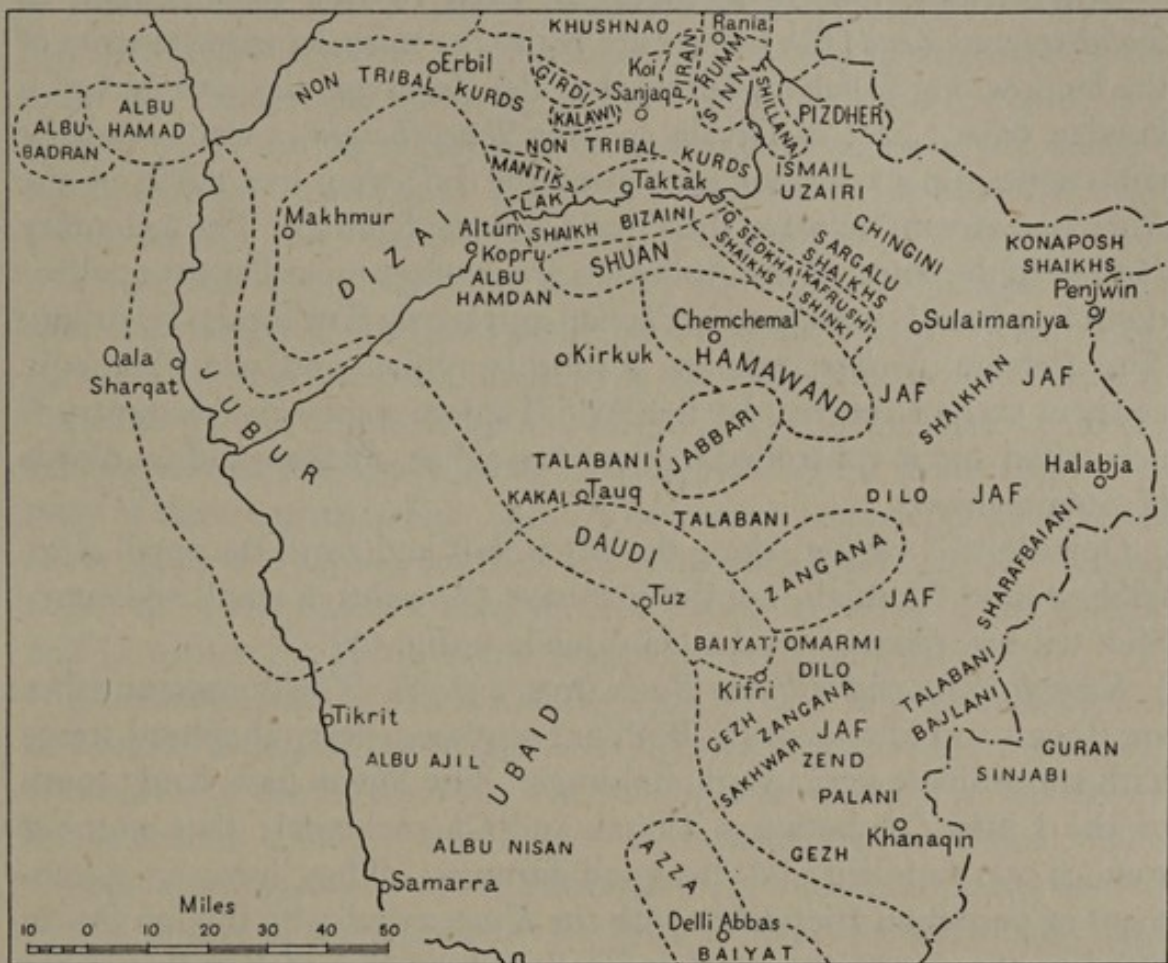 KHUSHNAO
Rania
NON TRIBAL KURDS
Erbil
GIRDI
Koi
Sanjaq
PIRAN
RUMM
SINN
SHILLANA
PIZDHER
ALBU
HAMAD
ALBU
BADRAN
KALAWI
NON TRIBAL KURDS
MANTIK
LAK
Taktak
ISMAIL
UZAIRI
Makhmur
DIZAI
Altun
Kopru
SHAIKH BIZAINI
SHUAN
ALBU
HAMDAN
SEDKHAI
SHAIKHS
KAFRUSHI
SHINKI
SARGALU
SHAIKHS
CHINGINI
KONAPOSH
SHAIKHS
Penjwin
Chemchemal
Sulaimaniya
Qala
Sharqat
JUBUR
Kirkuk
HAMAWAND
JAF
SHAIKHAN
JAF
JABBARI
TALABANI
Halabja
KAKAI
Tauq
TALABANI
DILO
JAF
DAUDI
ZANGANA
SHARAFBAIANI
Tuz
JAF
BAIYAT
OMARMI
Kifri
DILO
TALABANI
BAJLANI
GEZH
ZANGANA
JAF
SAKHWAR
ZEND
GURAN
SINJABI
Tikrit
ALBU AJIL
UBAID
PALANI
Khanaqin
ALBU NISAN
GEZH
AZZA
Samarra
Delli Abbas
BAIYAT
Miles
10 0 10 20 30 40 50